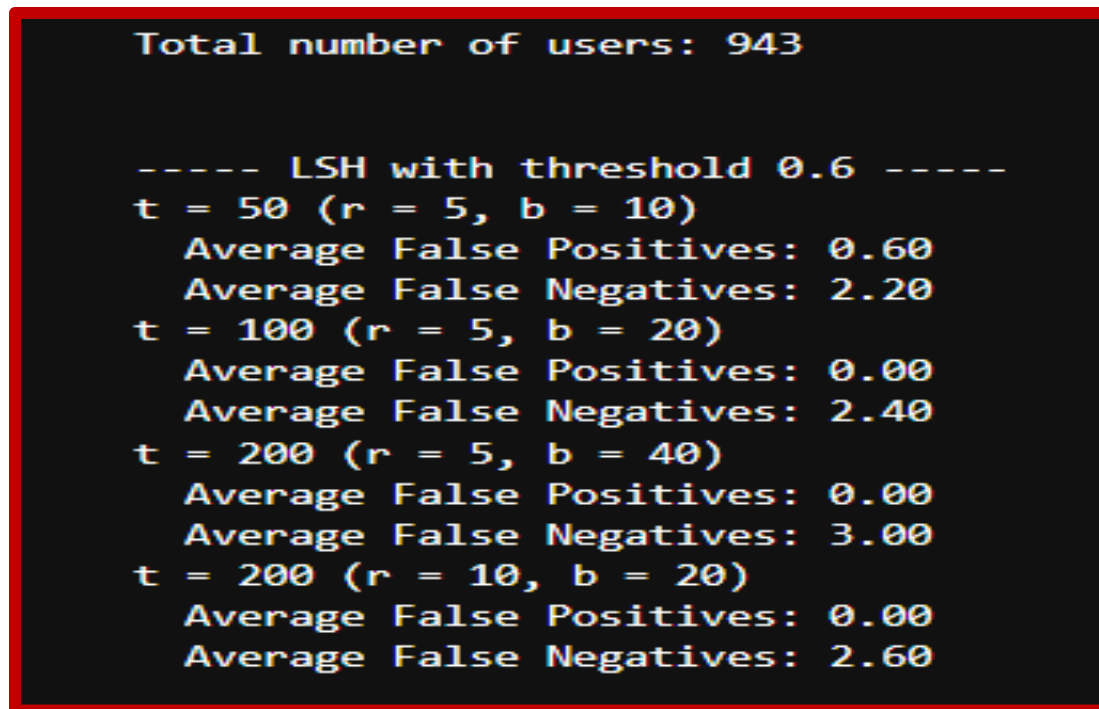 Total number of users: 943
----- LSH with threshold 0.6 -----
t = 50 (r = 5, b = 10)
Average False Positives: 0.60
Average False Negatives: 2.20
t = 100 (r = 5, b = 20)
Average False Positives: 0.00
Average False Negatives: 2.40
t = 200 (r = 5, b = 40)
Average False Positives: 0.00
Average False Negatives: 3.00
t = 200 (r = 10, b = 20)
Average False Positives: 0.00
Average False Negatives: 2.60